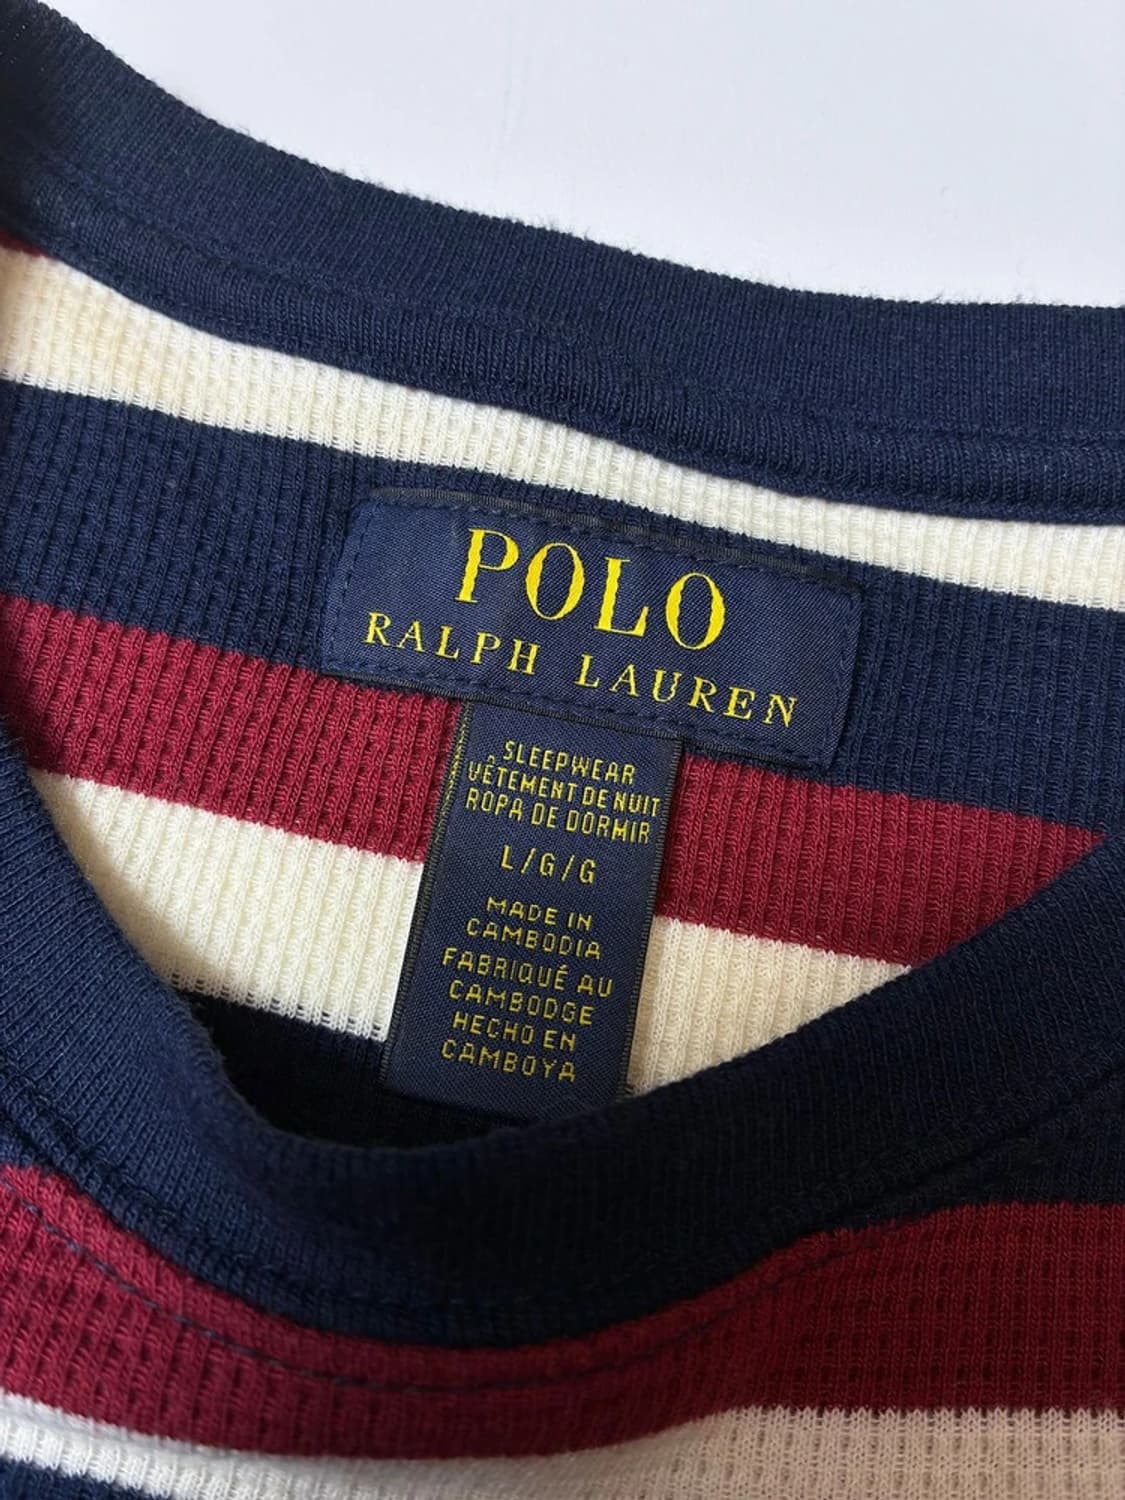 POLO
RALPH LAUREN
SLEEPWEAR
VÊTEMENT DE NUIT
ROPA DE DORMIR
L/G/G
MADE IN
CAMBODIA
FABRIQUÉ AU
CAMBODGE
HECHO EN
CAMBOYA